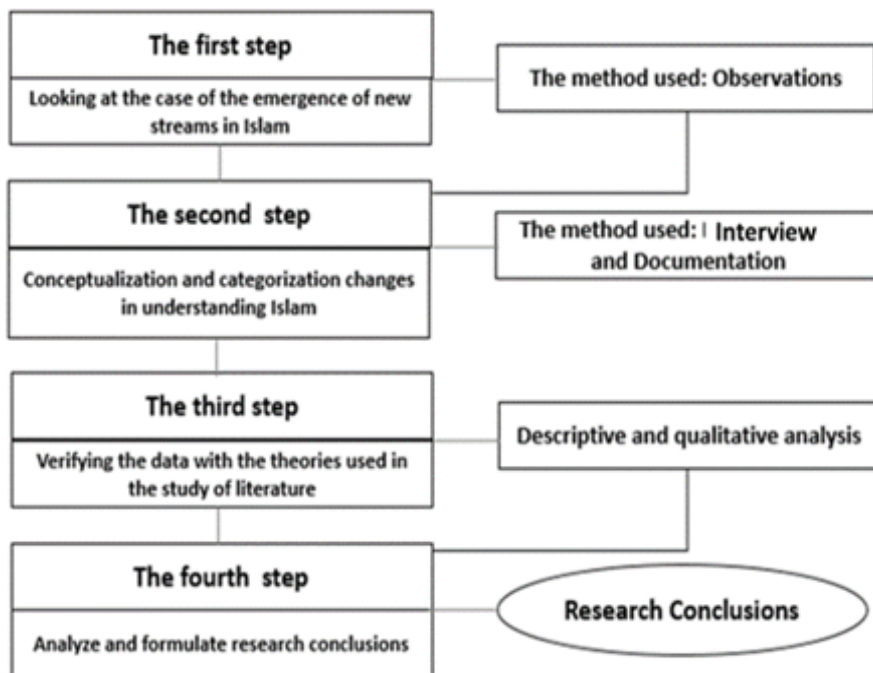 The first step
Looking at the case of the emergence of new
streams in Islam
The method used: Observations
The second step
Conceptualization and categorization changes
in understanding Islam
The method used: Interview
and Documentation
The third step
Verifying the data with the theories used in
the study of literature
Descriptive and qualitative analysis
The fourth step
Analyze and formulate research conclusions
Research Conclusions